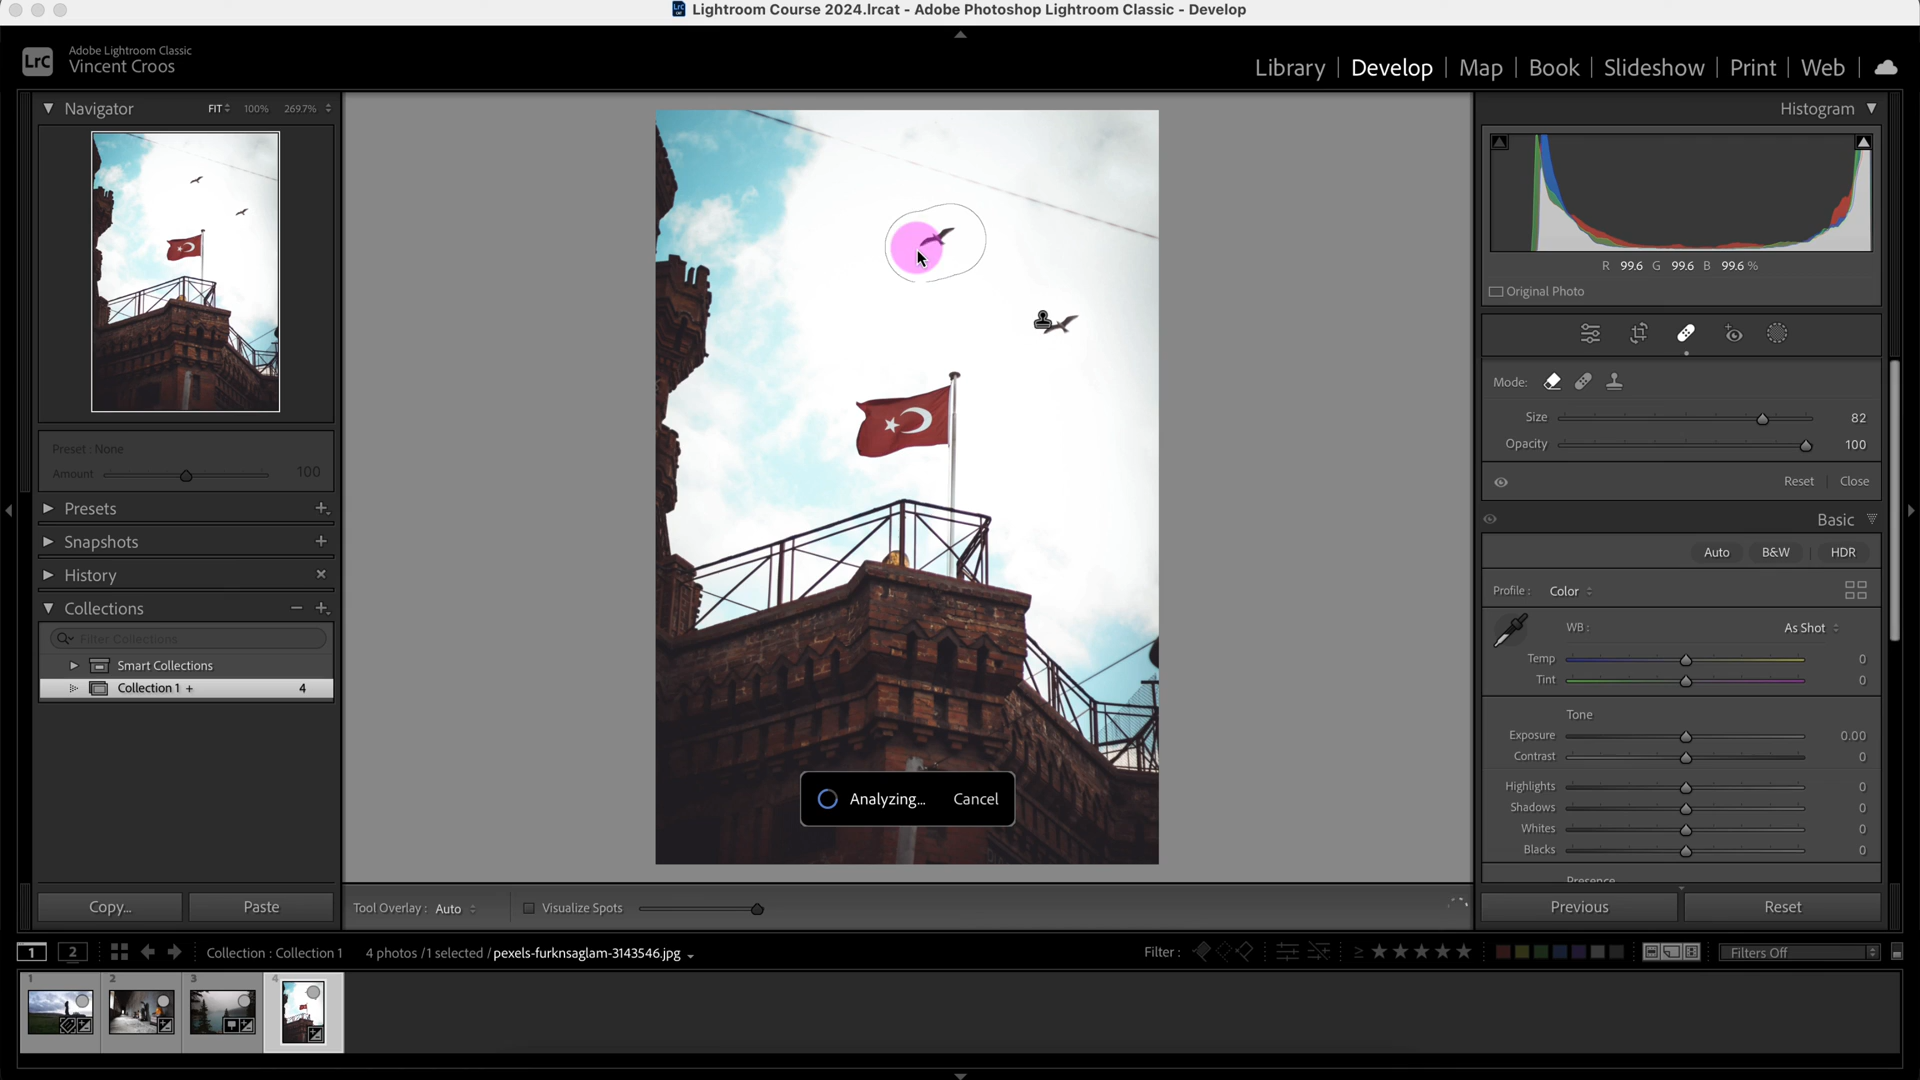 Lightroom Course 2024.lrcat - Adobe Photoshop Lightroom Classic - Develop
LrC
Adobe Lightroom Classic
Vincent Croos
Library | Develop | Map | Book | Slideshow | Print | Web
Navigator FIT 100% 269.7%
Histogram
R 99.6 G 99.6 B 99.6 %
Original Photo
Mode:
Size 82
Opacity 100
Reset Close
Preset : None
Amount 100
Presets
Snapshots
History
Collections
Filter Collections
Smart Collections
Collection 1 + 4
Basic
Auto B&W HDR
Profile : Color
WB : As Shot
Temp 0
Tint 0
Tone
Exposure 0.00
Contrast 0
Highlights 0
Shadows 0
Whites 0
Blacks 0
Presence
Analyzing... Cancel
Copy... Paste
Tool Overlay : Auto Visualize Spots
Previous Reset
1 2 Collection : Collection 1 4 photos /1 selected / pexels-furknsaglam-3143546.jpg
Filter : Filters Off
1 2 3 4